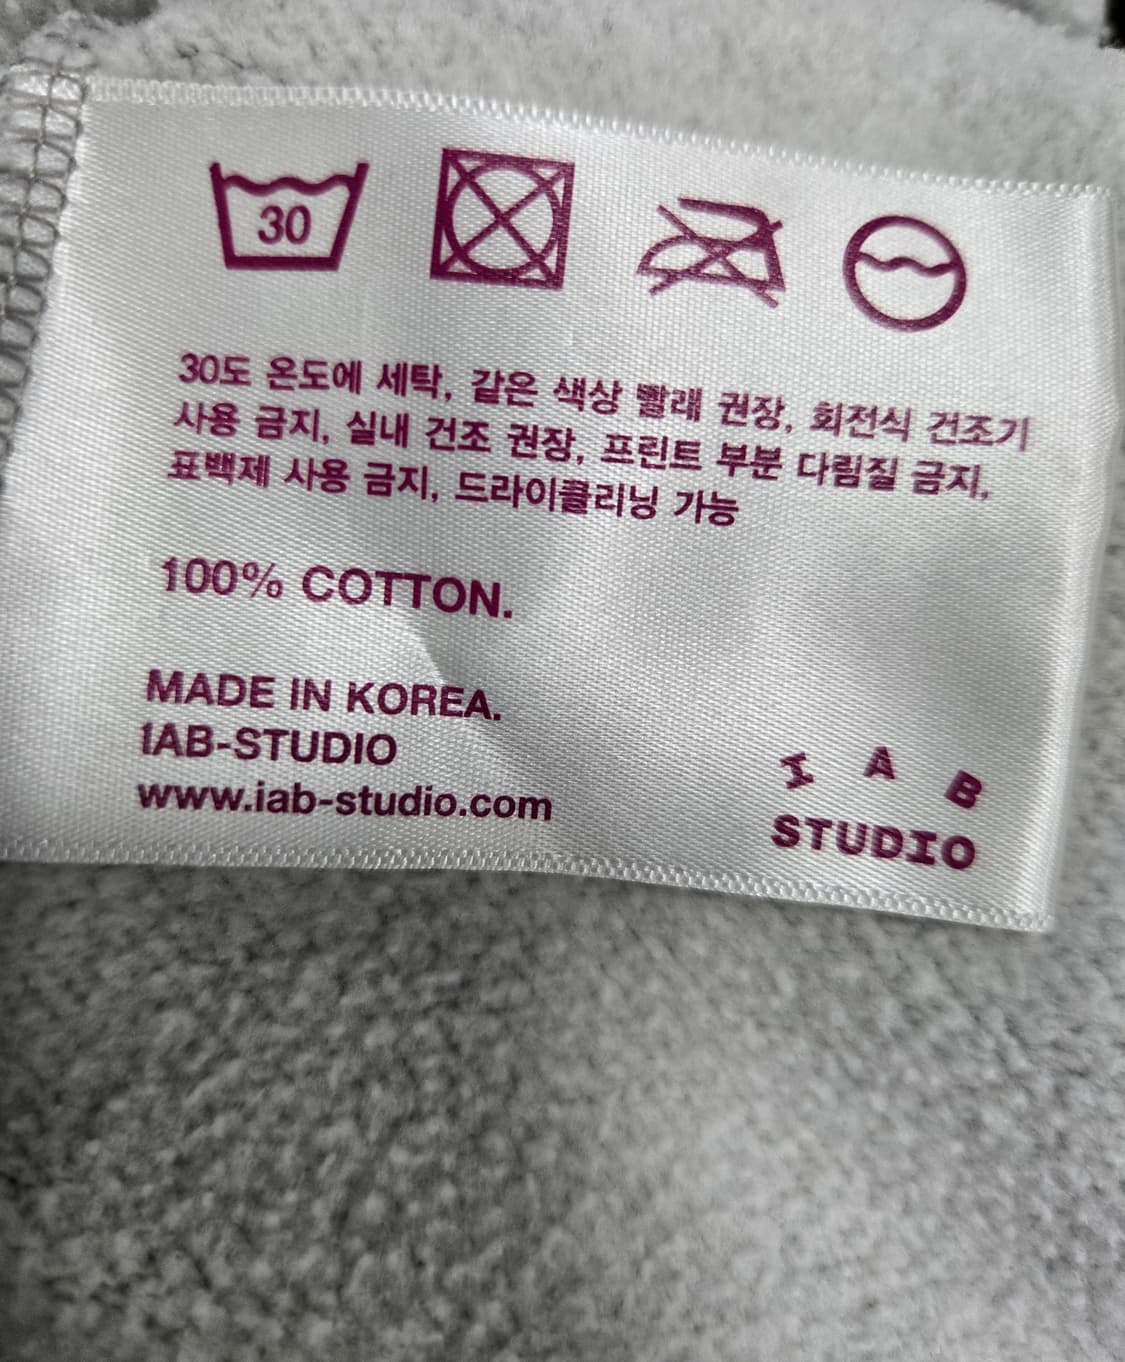 30
30도 온도에 세탁, 같은 색상 빨래 권장, 회전식 건조기
사용 금지, 실내 건조 권장, 프린트 부분 다림질 금지,
표백제 사용 금지, 드라이클리닝 가능
100% COTTON.
MADE IN KOREA.
IAB-STUDIO
www.iab-studio.com
I A B
STUDIO